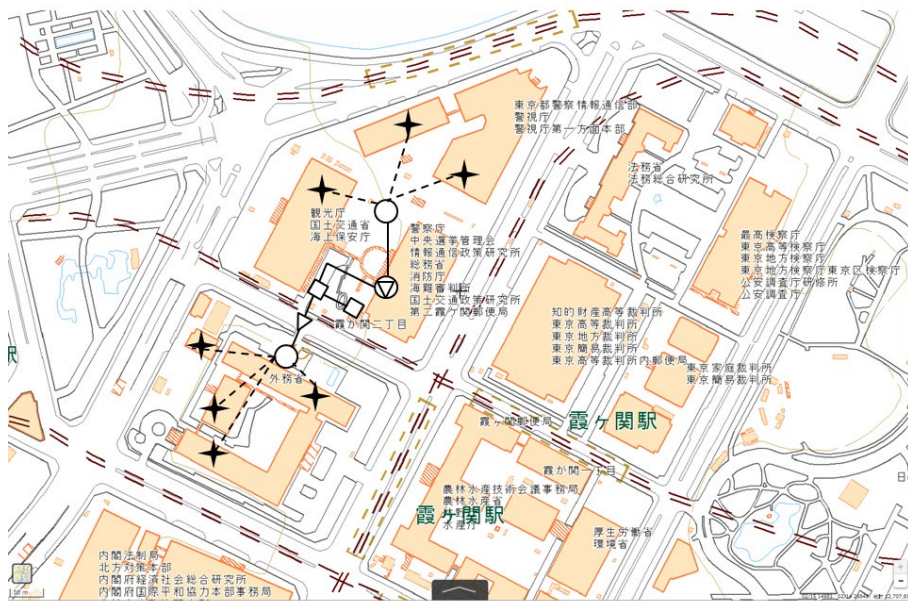 東京都警察情報通信部
警視庁
警視庁第一方面本部
法務省
法務総合研究所
観光庁
国土交通省
海上保安庁
警察庁
中央選挙管理会
情報通信政策研究所
総務省
消防庁
海難審判所
国土交通政策研究所
第二霞ケ関郵便局
最高検察庁
東京高等検察庁
東京地方検察庁
東京地方検察庁東京区検察庁
公安調査庁研修所
公安調査庁
霞が関二丁目
知的財産高等裁判所
東京高等裁判所
東京地方裁判所
東京簡易裁判所
東京高等裁判所内郵便局
駅
外務省
東京家庭裁判所
東京簡易裁判所
霞ケ関郵便局
霞ケ関駅
霞が関一丁目
農林水産技術会議事務局
農林水産省
水産庁
霞ケ関駅
厚生労働省
環境省
内閣法制局
北方対策本部
内閣府経済社会総合研究所
内閣府国際平和協力本部事務局